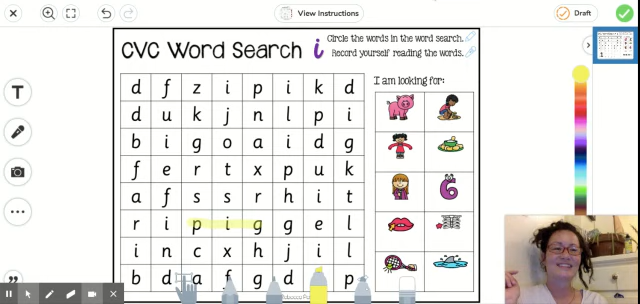 View Instructions
Draft
CVC Word Search i
Circle the words in the word search.
Record yourself reading the words.
I am looking for:
d f z i p i k d
d u k j n l p i
b i g o a i d g
f e r t x p u k
a f s s r h i t
r i p i g g e l
i n c x h j i l
b d a f g d p
6
T
1